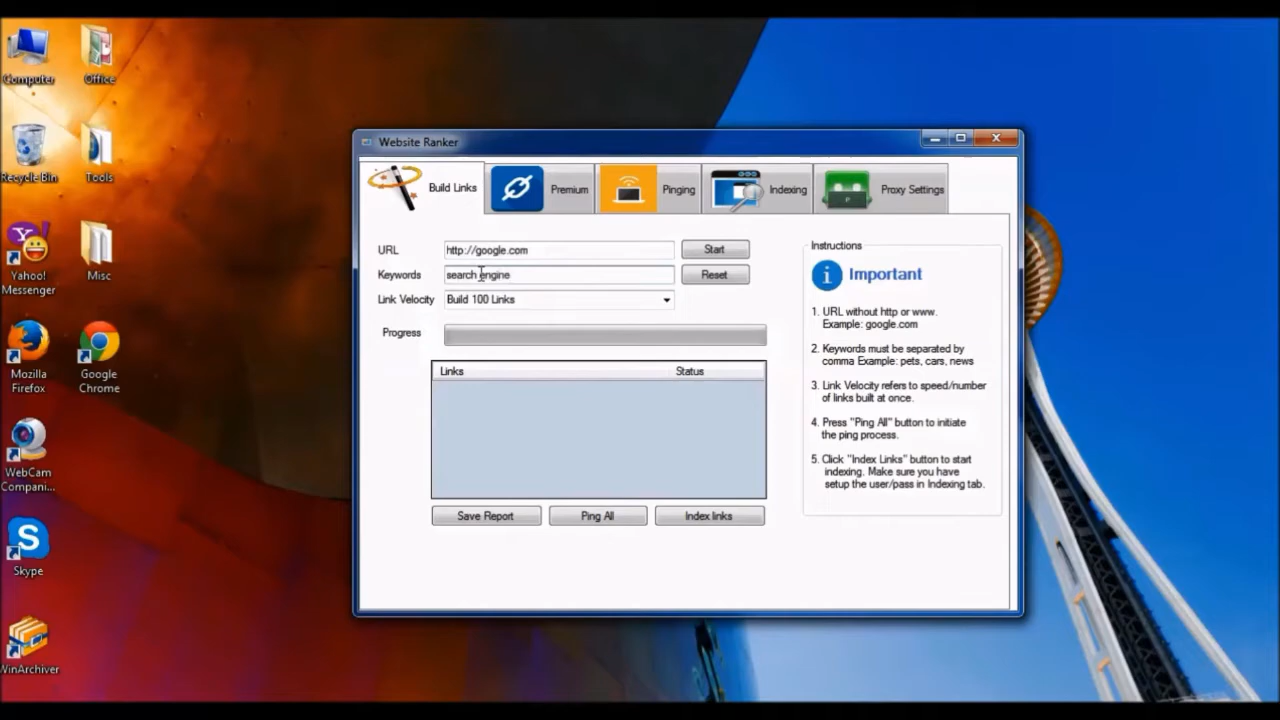 Computer
Office
Recycle Bin
Tools
Yahoo!
Messenger
Misc
Mozilla
Firefox
Google
Chrome
WebCam
Compani...
Skype
WinArchiver
Website Ranker
Build Links
Premium
Pinging
Indexing
Proxy Settings
URL
http://google.com
Start
Keywords
search engine
Reset
Link Velocity
Build 100 Links
Progress
Links
Status
Save Report
Ping All
Index links
Instructions
Important
1. URL without http or www.
Example: google.com
2. Keywords must be separated by
comma Example: pets, cars, news
3. Link Velocity refers to speed/number
of links built at once.
4. Press "Ping All" button to initiate
the ping process.
5. Click "Index Links" button to start
indexing. Make sure you have
setup the user/pass in Indexing tab.